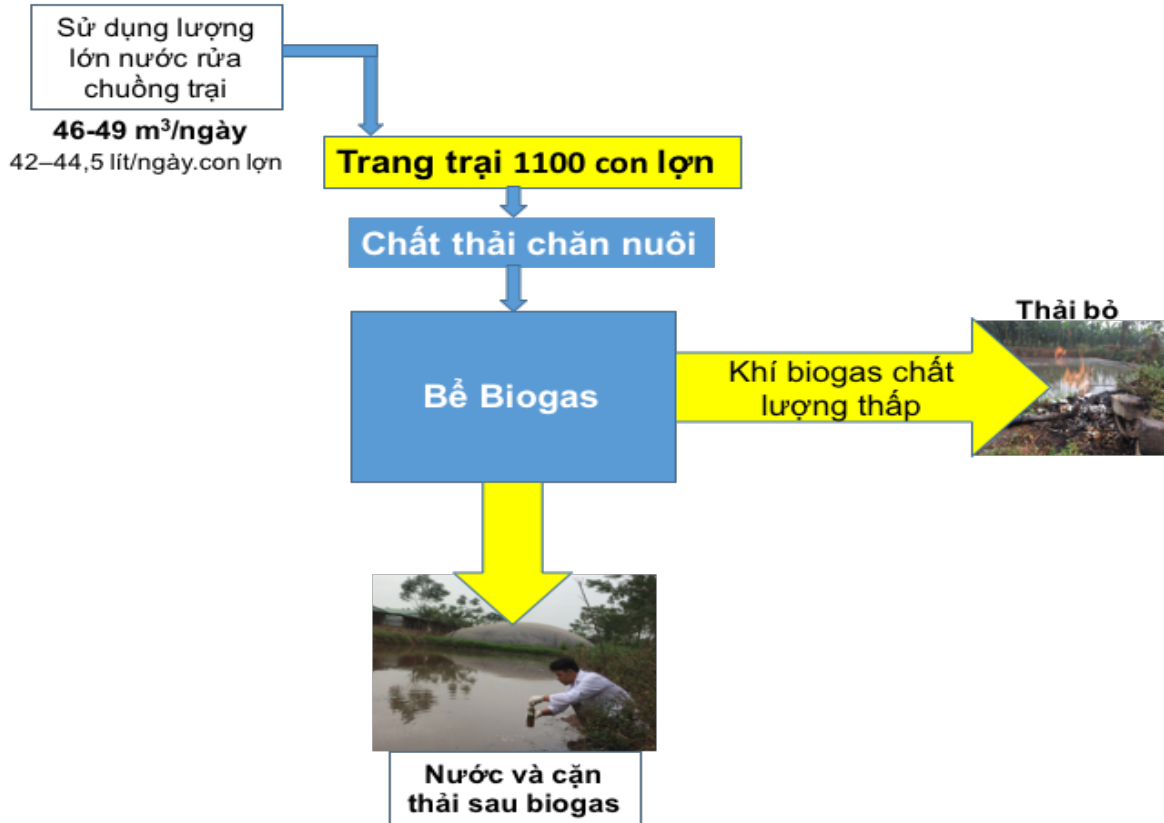 Sử dụng lượng
lớn nước rửa
chuồng trại
46-49 m³/ngày
42–44,5 lít/ngày.con lợn
Trang trại 1100 con lợn
Chất thải chăn nuôi
Bể Biogas
Thải bỏ
Khí biogas chất
lượng thấp
Nước và cặn
thải sau biogas